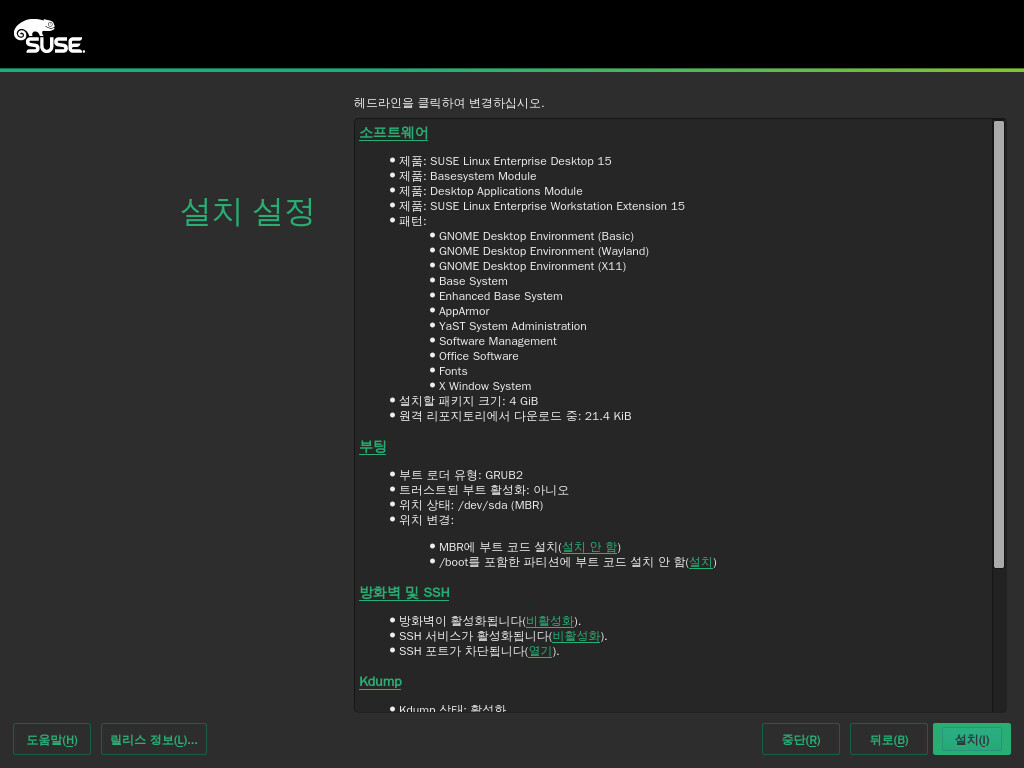 SUSE.
헤드라인을 클릭하여 변경하십시오.
설치 설정
소프트웨어
제품: SUSE Linux Enterprise Desktop 15
제품: Basesystem Module
제품: Desktop Applications Module
제품: SUSE Linux Enterprise Workstation Extension 15
패턴:
GNOME Desktop Environment (Basic)
GNOME Desktop Environment (Wayland)
GNOME Desktop Environment (X11)
Base System
Enhanced Base System
AppArmor
YaST System Administration
Software Management
Office Software
Fonts
X Window System
설치할 패키지 크기: 4 GiB
원격 리포지토리에서 다운로드 중: 21.4 KiB
부팅
부트 로더 유형: GRUB2
트러스트된 부트 활성화: 아니오
위치 상태: /dev/sda (MBR)
위치 변경:
MBR에 부트 코드 설치(설치 안 함)
/boot를 포함한 파티션에 부트 코드 설치 안 함(설치)
방화벽 및 SSH
방화벽이 활성화됩니다(비활성화).
SSH 서비스가 활성화됩니다(비활성화).
SSH 포트가 차단됩니다(열기).
Kdump
Kdump 상태: 활성화
도움말(H) 릴리스 정보(L)... 중단(R) 뒤로(B) 설치(I)